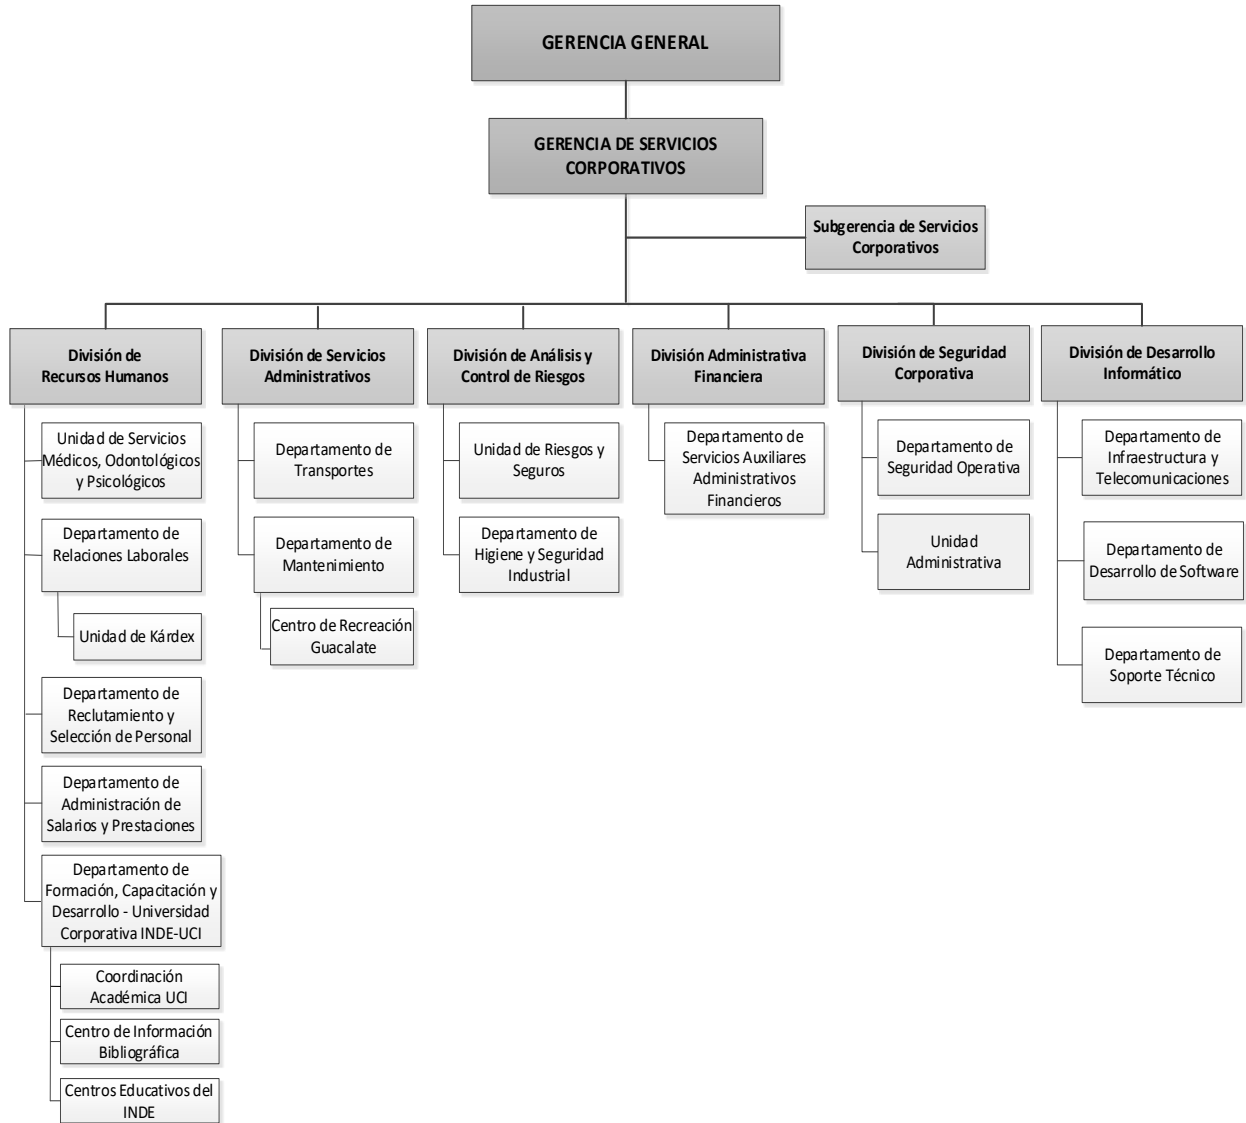 GERENCIA GENERAL
GERENCIA DE SERVICIOS
CORPORATIVOS
Subgerencia de Servicios
Corporativos
División de
Recursos Humanos
Unidad de Servicios
Médicos, Odontológicos
y Psicológicos
Departamento de
Relaciones Laborales
Unidad de Kárdex
Departamento de
Reclutamiento y
Selección de Personal
Departamento de
Administración de
Salarios y Prestaciones
Departamento de
Formación, Capacitación y
Desarrollo - Universidad
Corporativa INDE-UCI
Coordinación
Académica UCI
Centro de Información
Bibliográfica
Centros Educativos del
INDE
División de Servicios
Administrativos
Departamento de
Transportes
Departamento de
Mantenimiento
Centro de Recreación
Guacalate
División de Análisis y
Control de Riesgos
Unidad de Riesgos y
Seguros
Departamento de
Higiene y Seguridad
Industrial
División Administrativa
Financiera
Departamento de
Servicios Auxiliares
Administrativos
Financieros
División de Seguridad
Corporativa
Departamento de
Seguridad Operativa
Unidad
Administrativa
División de Desarrollo
Informático
Departamento de
Infraestructura y
Telecomunicaciones
Departamento de
Desarrollo de Software
Departamento de
Soporte Técnico